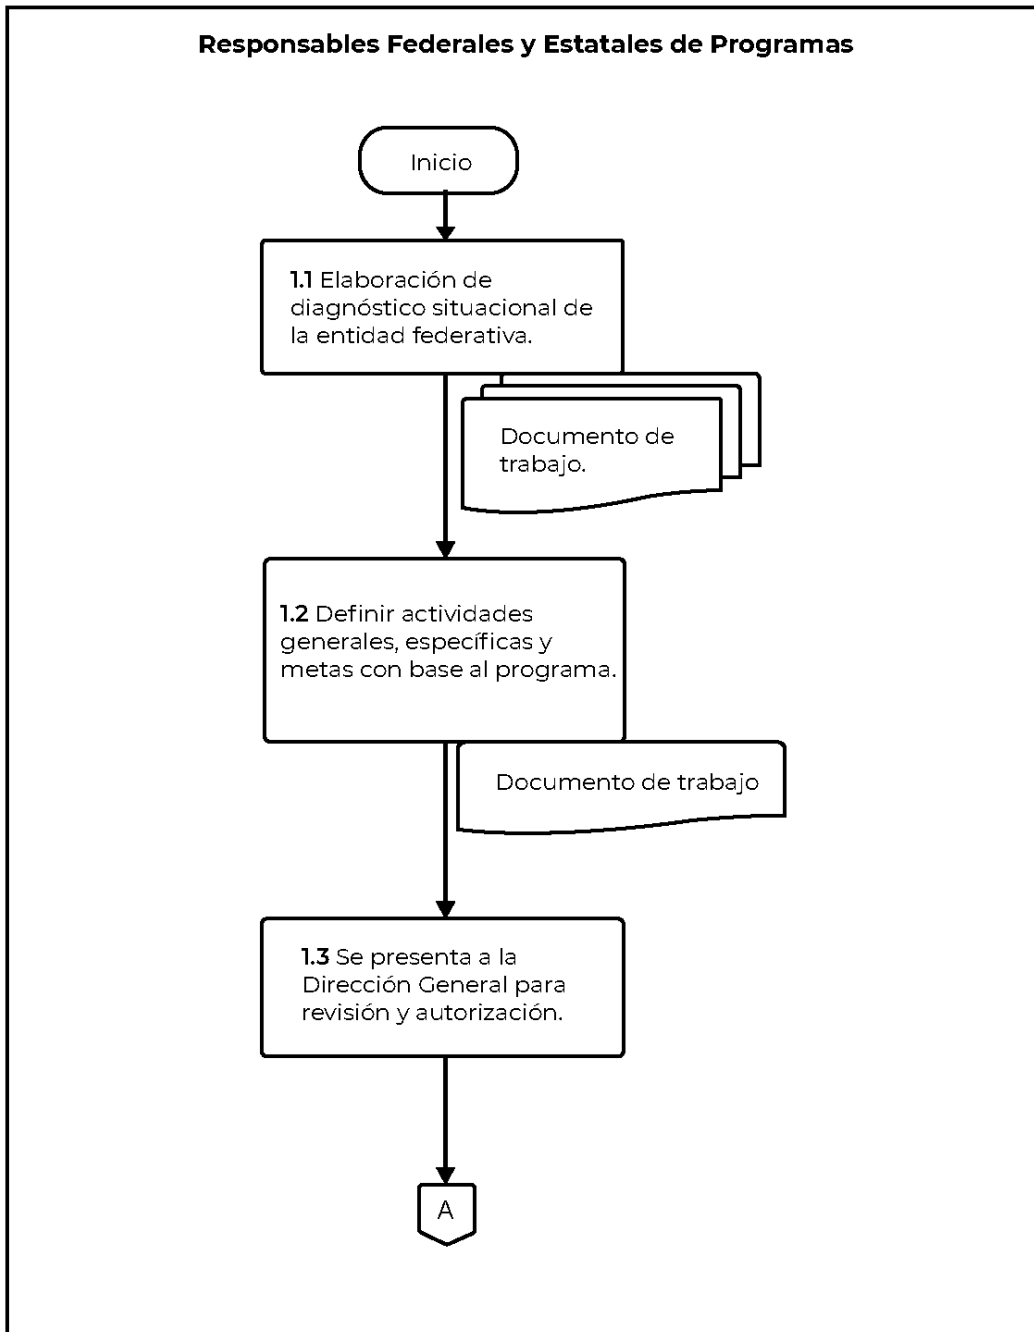 Responsables Federales y Estatales de Programas
Inicio
1.1 Elaboración de
diagnóstico situacional de
la entidad federativa.
Documento de
trabajo.
1.2 Definir actividades
generales, específicas y
metas con base al programa.
Documento de trabajo
1.3 Se presenta a la
Dirección General para
revisión y autorización.
A